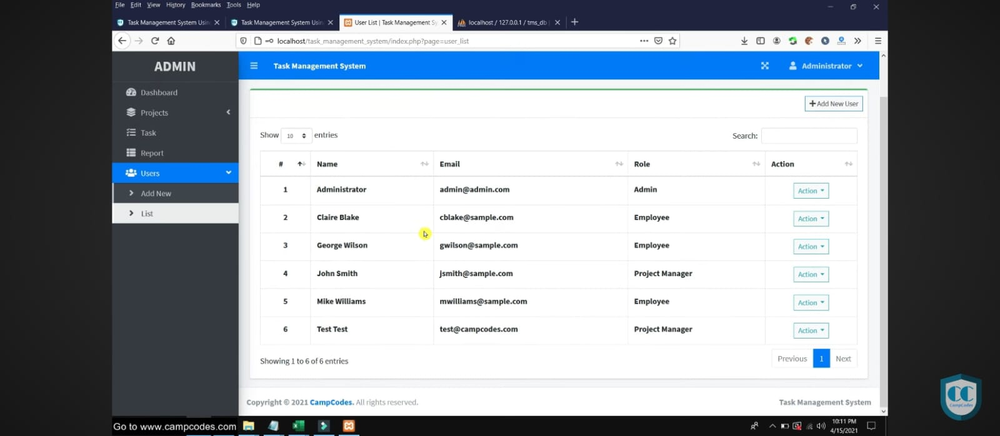 File Edit View History Bookmarks Tools Help
Task Management System Usin Task Management System Usin User List | Task Management Sy localhost / 127.0.0.1 / tms_db |
localhost/task_management_system/index.php?page=user_list
ADMIN Task Management System Administrator
Dashboard
Projects
Task
Report
Users
Add New
List
Add New User
Show 10 entries Search:
# Name Email Role Action
1 Administrator admin@admin.com Admin Action
2 Claire Blake cblake@sample.com Employee Action
3 George Wilson gwilson@sample.com Employee Action
4 John Smith jsmith@sample.com Project Manager Action
5 Mike Williams mwilliams@sample.com Employee Action
6 Test Test test@campcodes.com Project Manager Action
Showing 1 to 6 of 6 entries Previous 1 Next
Copyright © 2021 CampCodes. All rights reserved. Task Management System
Go to www.campcodes.com
10:11 PM
4/15/2021
CC
CampCodes